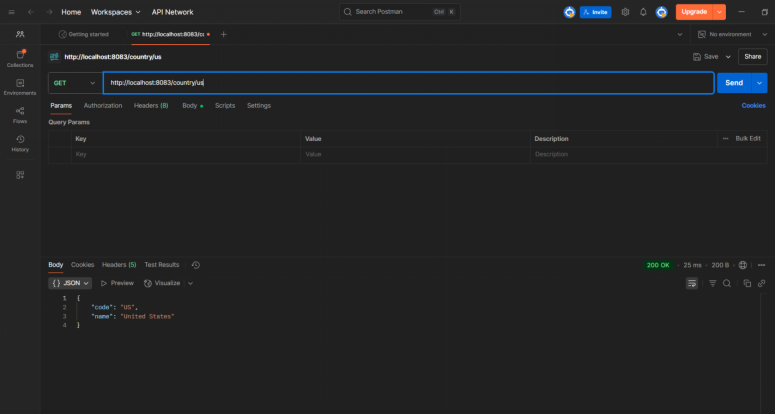 Home Workspaces API Network Search Postman Ctrl K Invite Upgrade
Getting started GET http://localhost:8083/cc No environment
http://localhost:8083/country/us Save Share
GET http://localhost:8083/country/us Send
Collections
Environments
Flows
History
Params Authorization Headers (8) Body Scripts Settings Cookies
Query Params
Key Value Description Bulk Edit
Key Value Description
Body Cookies Headers (5) Test Results 200 OK 25 ms 200 B
{ } JSON Preview Visualize
1 {
2 "code": "US",
3 "name": "United States"
4 }